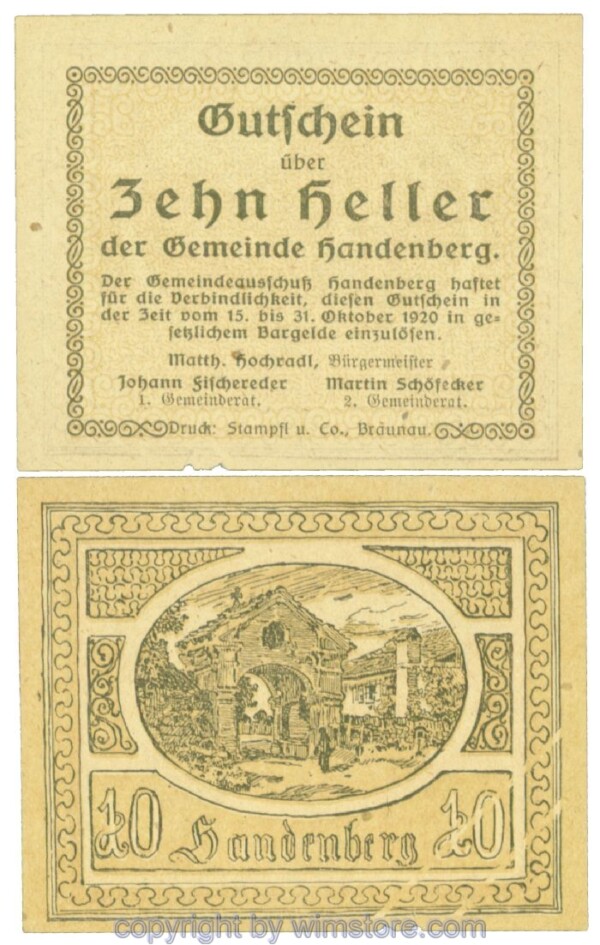 Gutschein
über
Zehn Heller
der Gemeinde Handenberg.
Der Gemeindeausschuß Handenberg haftet
für die Verbindlichkeit, diesen Gutschein in
der Zeit vom 15. bis 31. Oktober 1920 in ge-
setzlichem Bargelde einzulösen.
Matth. Hochradl, Bürgermeister
Johann Fischereder Martin Schöfecker
1. Gemeinderat. 2. Gemeinderat.
Druck: Stampfl u. Co., Braunau.
10 Handenberg 10
copyright by wimstore.com